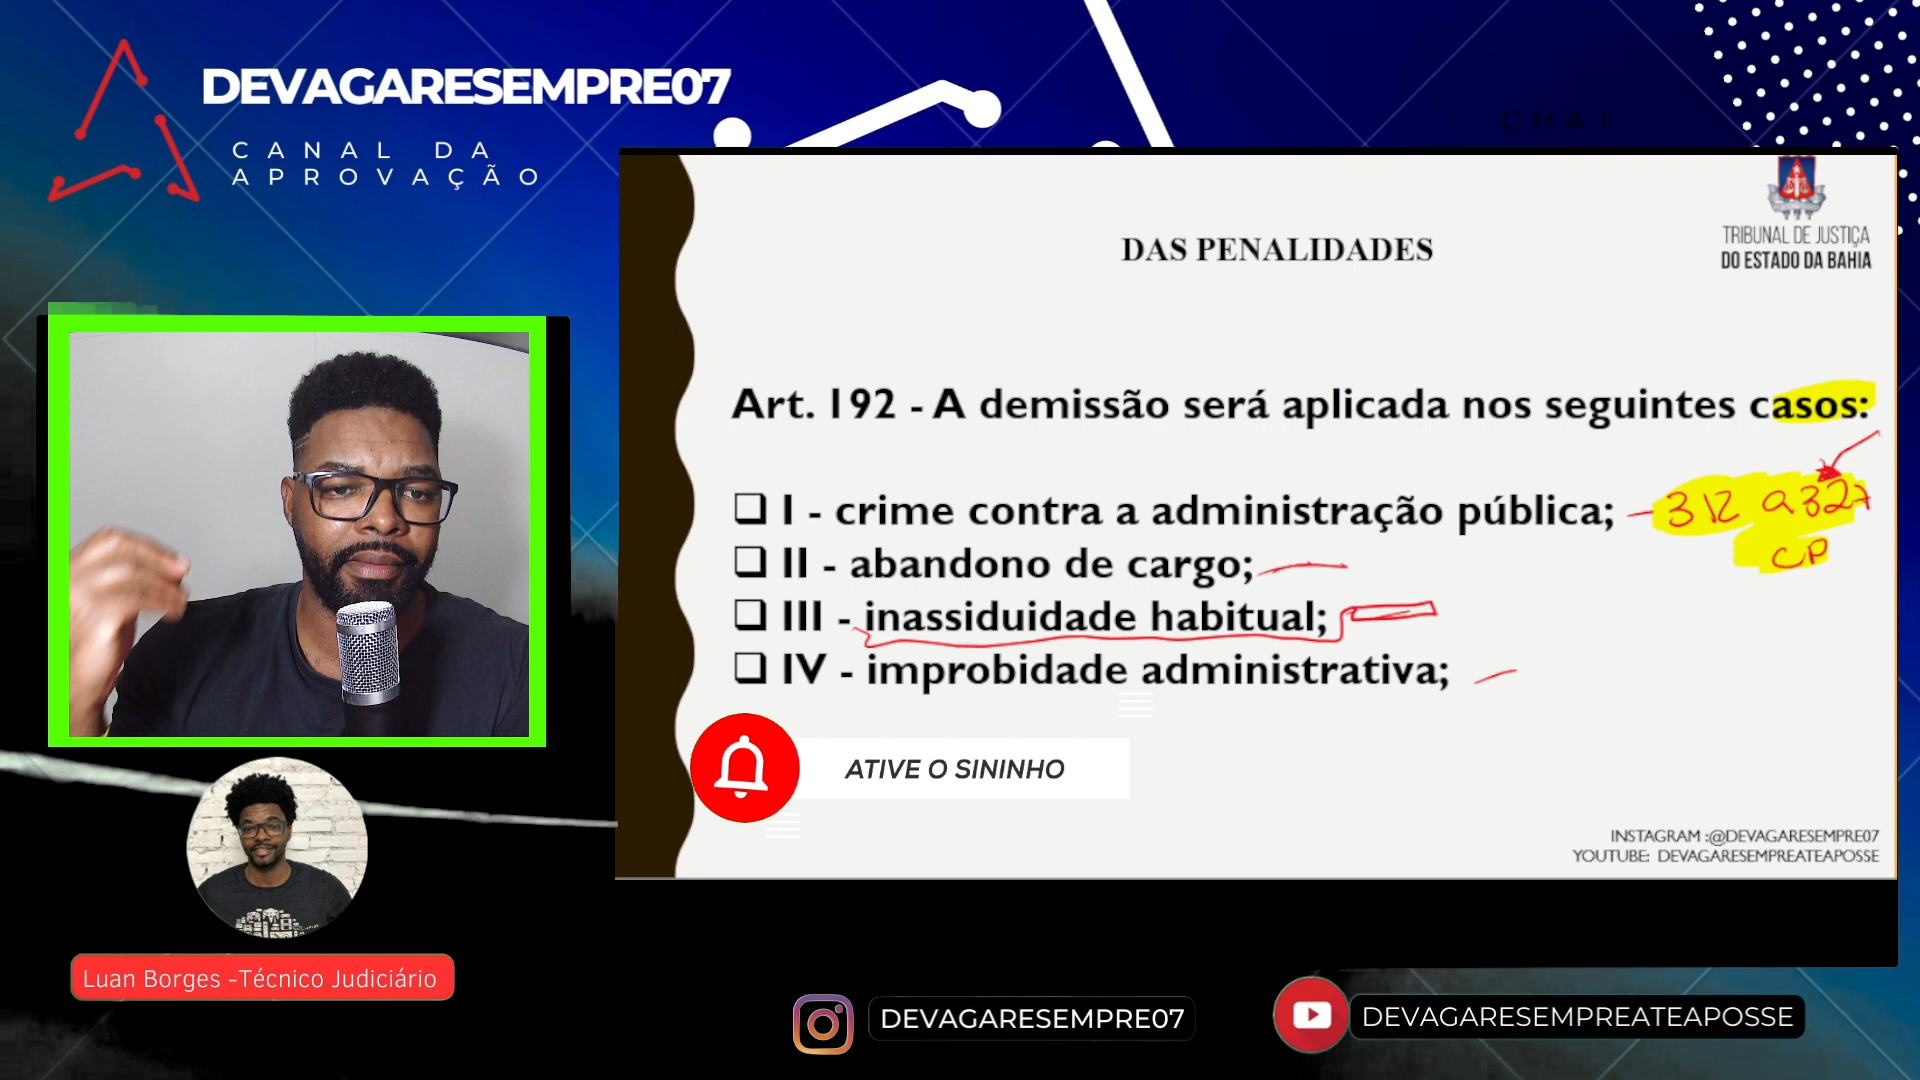 DEVAGARESEMPRE07
CANAL DA
APROVAÇÃO
CHAT
TRIBUNAL DE JUSTIÇA
DO ESTADO DA BAHIA
DAS PENALIDADES
Art. 192 - A demissão será aplicada nos seguintes casos:
I - crime contra a administração pública; - 312 a 327
CP
II - abandono de cargo;
III - inassiduidade habitual;
IV - improbidade administrativa;
ATIVE O SININHO
INSTAGRAM :@DEVAGARESEMPRE07
YOUTUBE: DEVAGARESEMPREATEAPOSSE
Luan Borges -Técnico Judiciário
DEVAGARESEMPRE07
DEVAGARESEMPREATEAPOSSE